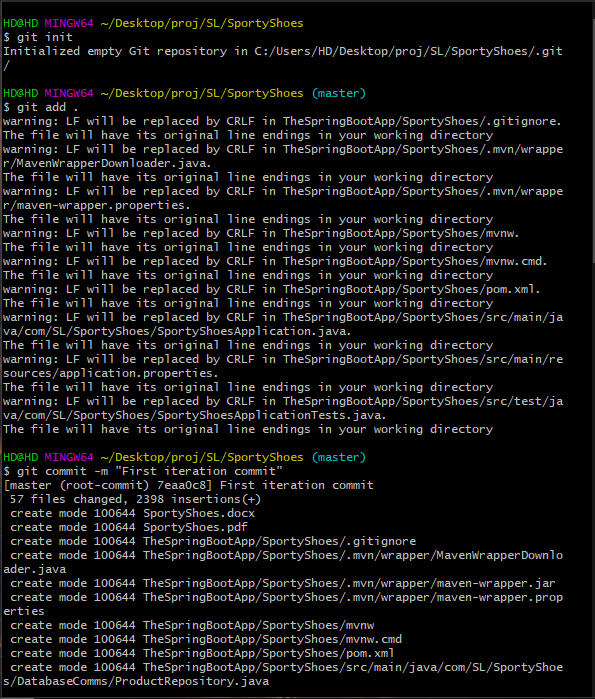 HD@HD MINGW64 ~/Desktop/proj/SL/SportyShoes
$ git init
Initialized empty Git repository in C:/Users/HD/Desktop/proj/SL/SportyShoes/.git
/
HD@HD MINGW64 ~/Desktop/proj/SL/SportyShoes (master)
$ git add .
warning: LF will be replaced by CRLF in TheSpringBootApp/SportyShoes/.gitignore.
The file will have its original line endings in your working directory
warning: LF will be replaced by CRLF in TheSpringBootApp/SportyShoes/.mvn/wrappe
r/MavenWrapperDownloader.java.
The file will have its original line endings in your working directory
warning: LF will be replaced by CRLF in TheSpringBootApp/SportyShoes/.mvn/wrappe
r/maven-wrapper.properties.
The file will have its original line endings in your working directory
warning: LF will be replaced by CRLF in TheSpringBootApp/SportyShoes/mvnw.
The file will have its original line endings in your working directory
warning: LF will be replaced by CRLF in TheSpringBootApp/SportyShoes/mvnw.cmd.
The file will have its original line endings in your working directory
warning: LF will be replaced by CRLF in TheSpringBootApp/SportyShoes/pom.xml.
The file will have its original line endings in your working directory
warning: LF will be replaced by CRLF in TheSpringBootApp/SportyShoes/src/main/ja
va/com/SL/SportyShoes/SportyShoesApplication.java.
The file will have its original line endings in your working directory
warning: LF will be replaced by CRLF in TheSpringBootApp/SportyShoes/src/main/re
sources/application.properties.
The file will have its original line endings in your working directory
warning: LF will be replaced by CRLF in TheSpringBootApp/SportyShoes/src/test/ja
va/com/SL/SportyShoes/SportyShoesApplicationTests.java.
The file will have its original line endings in your working directory
HD@HD MINGW64 ~/Desktop/proj/SL/SportyShoes (master)
$ git commit -m "First iteration commit"
[master (root-commit) 7eaa0c8] First iteration commit
 57 files changed, 2398 insertions(+)
 create mode 100644 SportyShoes.docx
 create mode 100644 SportyShoes.pdf
 create mode 100644 TheSpringBootApp/SportyShoes/.gitignore
 create mode 100644 TheSpringBootApp/SportyShoes/.mvn/wrapper/MavenWrapperDownlo
ader.java
 create mode 100644 TheSpringBootApp/SportyShoes/.mvn/wrapper/maven-wrapper.jar
 create mode 100644 TheSpringBootApp/SportyShoes/.mvn/wrapper/maven-wrapper.prop
erties
 create mode 100644 TheSpringBootApp/SportyShoes/mvnw
 create mode 100644 TheSpringBootApp/SportyShoes/mvnw.cmd
 create mode 100644 TheSpringBootApp/SportyShoes/pom.xml
 create mode 100644 TheSpringBootApp/SportyShoes/src/main/java/com/SL/SportyShoe
s/DatabaseComms/ProductRepository.java